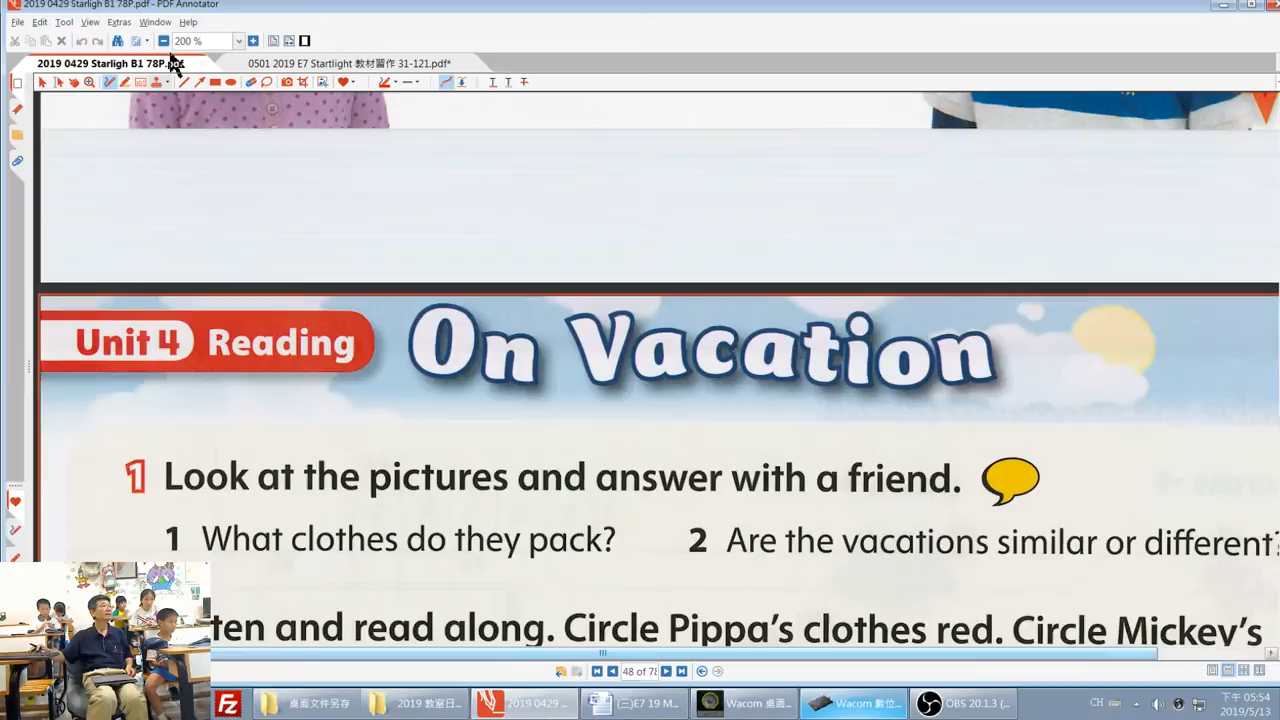 2019 0429 Starligh B1 78P.pdf - PDF Annotator
File Edit Tool View Extras Window Help
200 %
2019 0429 Starligh B1 78P.pdf
0501 2019 E7 Startlight 教材習作 31-121.pdf*
Unit 4 Reading
On Vacation
1 Look at the pictures and answer with a friend.
1 What clothes do they pack?
2 Are the vacations similar or different?
ten and read along. Circle Pippa's clothes red. Circle Mickey's
48 of 78
桌面文件另存
2019 教室日...
2019 0429 ...
(三)E7 19 M...
Wacom 桌面...
Wacom 數位...
OBS 20.1.3 (...
CH
下午 05:54
2019/5/13